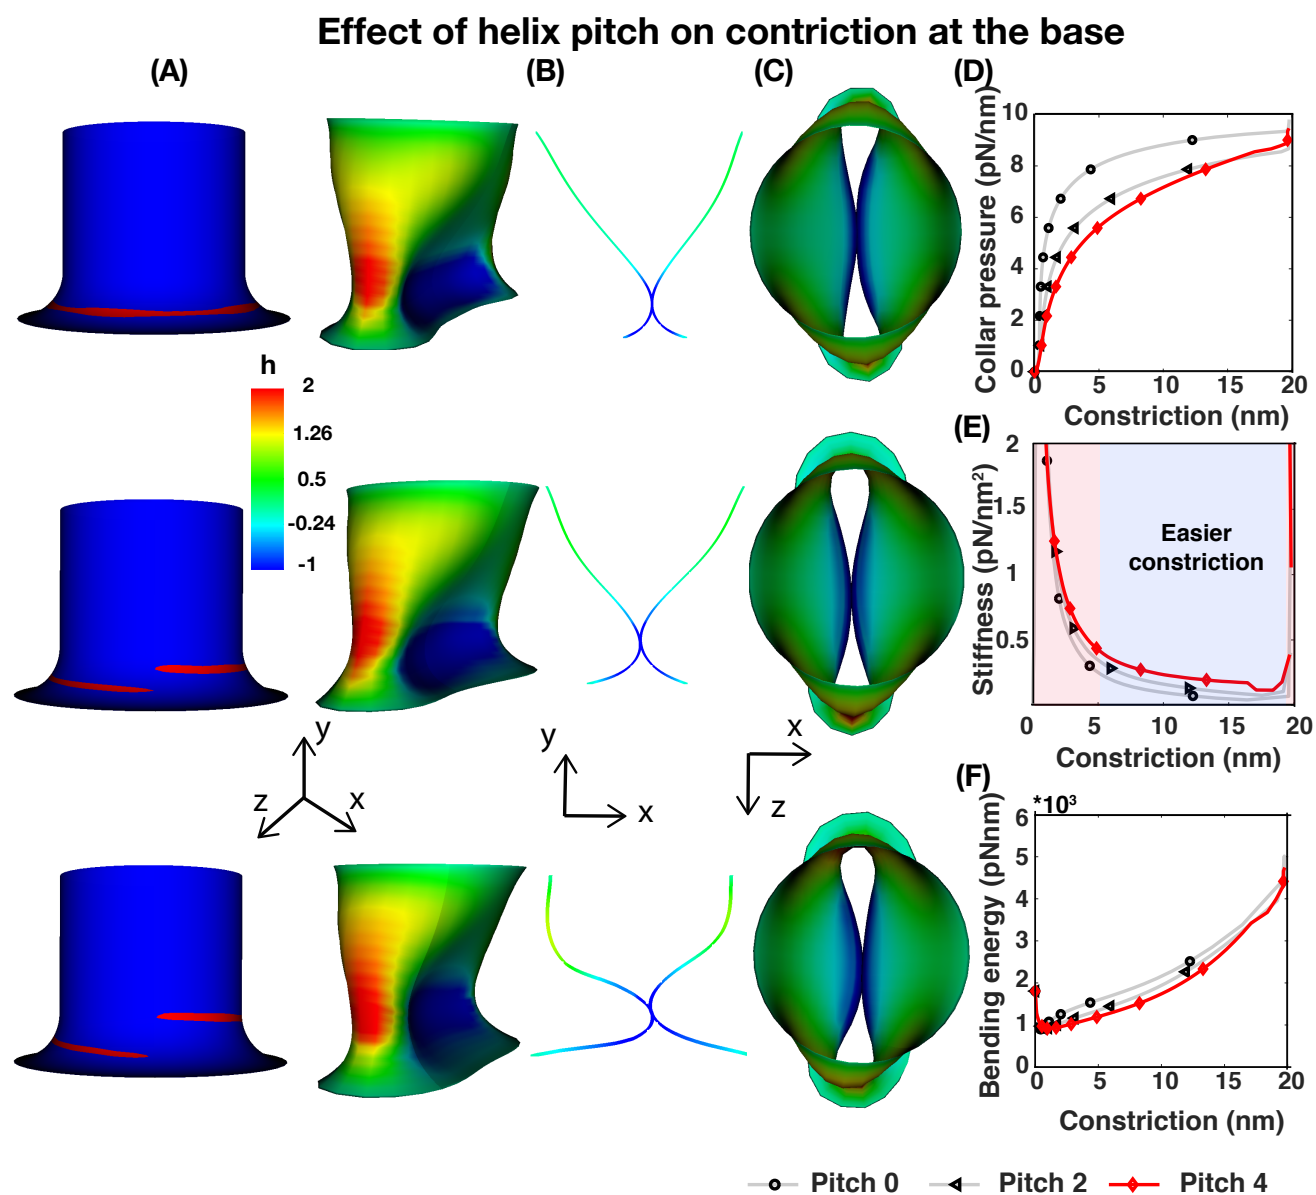 Effect of helix pitch on contriction at the base
(A)
(B)
(C)
(D)
Collar pressure (pN/nm)
10
8
6
4
2
0
0 5 10 15 20
Constriction (nm)
h
2
1.26
0.5
-0.24
-1
(E)
Stiffness (pN/nm²)
2
1.5
1
0.5
Easier
constriction
0 5 10 15 20
Constriction (nm)
y
z
x
y
x
x
z
(F)
*10³
Bending energy (pNnm)
6
5
4
3
2
1
0
0 5 10 15 20
Constriction (nm)
Pitch 0 Pitch 2 Pitch 4